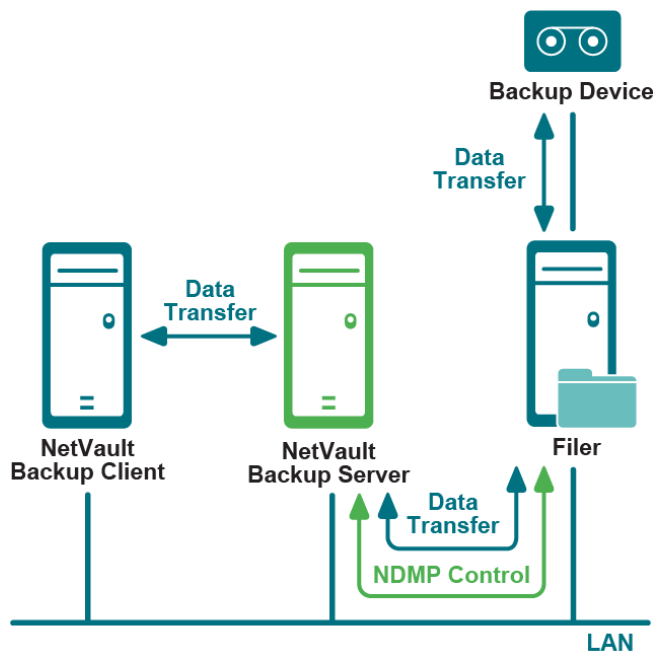 Backup Device
Data
Transfer
Data
Transfer
NetVault
Backup Client
NetVault
Backup Server
Filer
Data
Transfer
NDMP Control
LAN